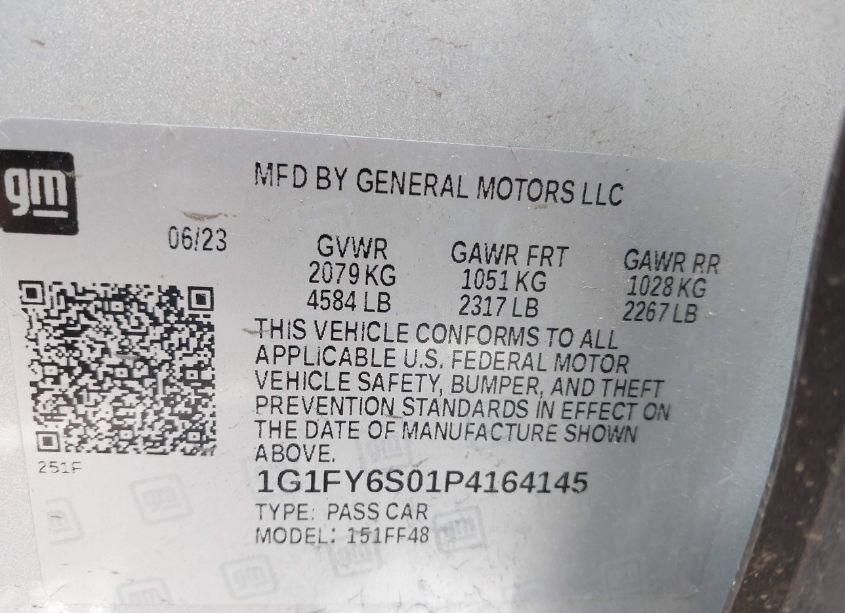 gm
MFD BY GENERAL MOTORS LLC
06/23
GVWR
2079 KG
4584 LB
GAWR FRT
1051 KG
2317 LB
GAWR RR
1028 KG
2267 LB
THIS VEHICLE CONFORMS TO ALL
APPLICABLE U.S. FEDERAL MOTOR
VEHICLE SAFETY, BUMPER, AND THEFT
PREVENTION STANDARDS IN EFFECT ON
THE DATE OF MANUFACTURE SHOWN
ABOVE.
251F
1G1FY6S01P4164145
TYPE: PASS CAR
MODEL: 151FF48